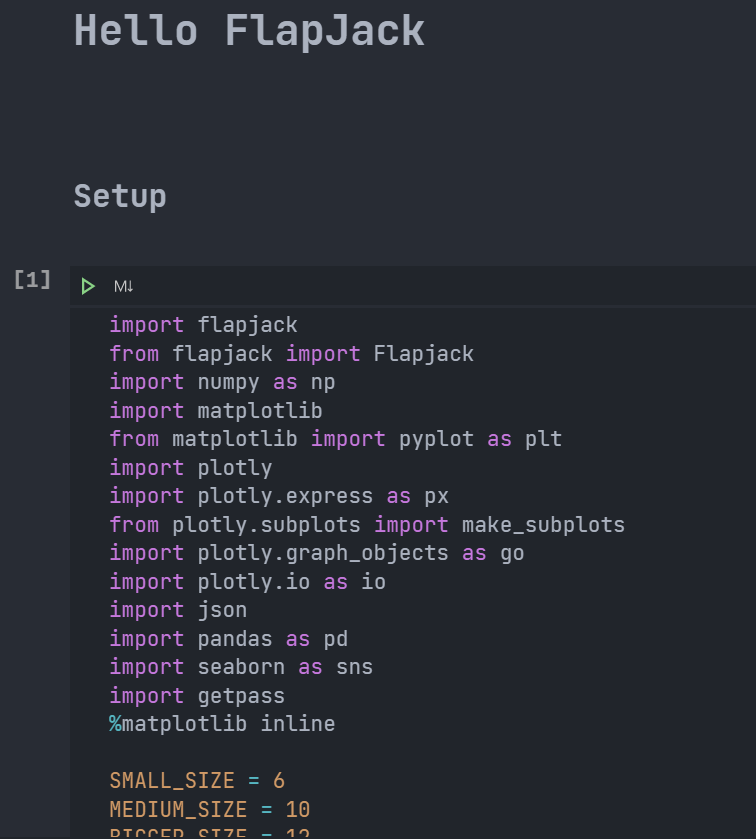 Hello FlapJack
Setup
[1]
M↓
import flapjack
from flapjack import Flapjack
import numpy as np
import matplotlib
from matplotlib import pyplot as plt
import plotly
import plotly.express as px
from plotly.subplots import make_subplots
import plotly.graph_objects as go
import plotly.io as io
import json
import pandas as pd
import seaborn as sns
import getpass
%matplotlib inline
SMALL_SIZE = 6
MEDIUM_SIZE = 10
BIGGER_SIZE = 12